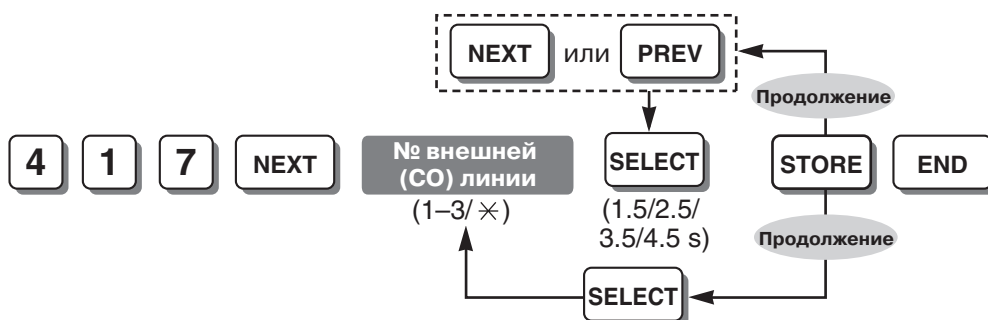 NEXT или PREV
Продолжение
4 1 7 NEXT № внешней (CO) линии SELECT STORE END
(1–3/✳) (1.5/2.5/
3.5/4.5 s)
Продолжение
SELECT